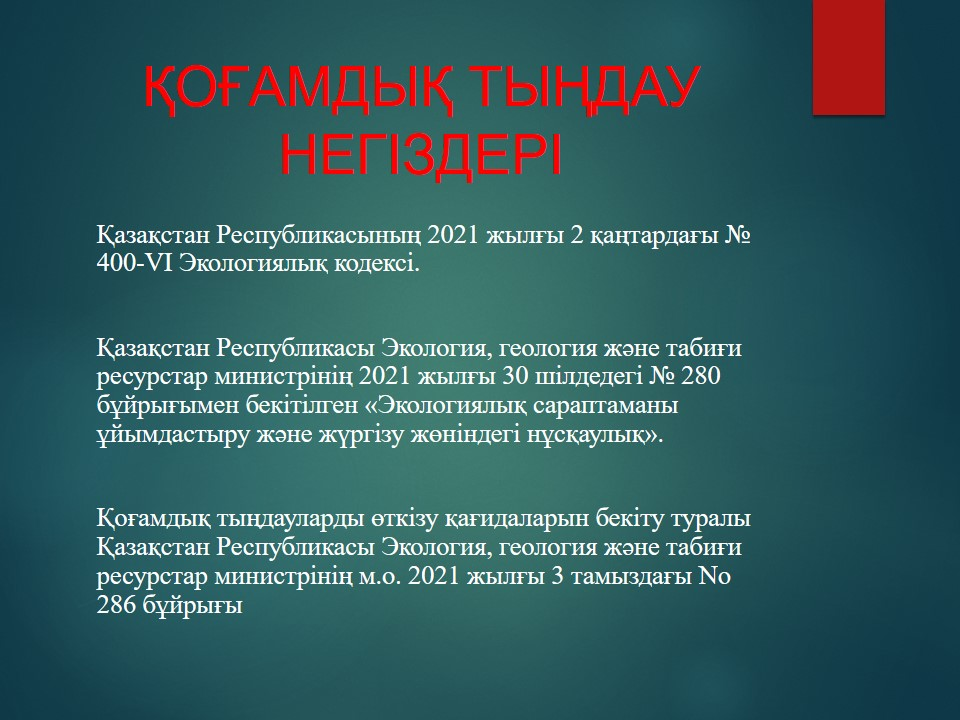 ҚОҒАМДЫҚ ТЫҢДАУ
НЕГІЗДЕРІ
Қазақстан Республикасының 2021 жылғы 2 қаңтардағы №
400-VI Экологиялық кодексі.
Қазақстан Республикасы Экология, геология және табиғи
ресурстар министрінің 2021 жылғы 30 шілдедегі № 280
бұйрығымен бекітілген «Экологиялық сараптаманы
ұйымдастыру және жүргізу жөніндегі нұсқаулық».
Қоғамдық тыңдауларды өткізу қағидаларын бекіту туралы
Қазақстан Республикасы Экология, геология және табиғи
ресурстар министрінің м.о. 2021 жылғы 3 тамыздағы No
286 бұйрығы